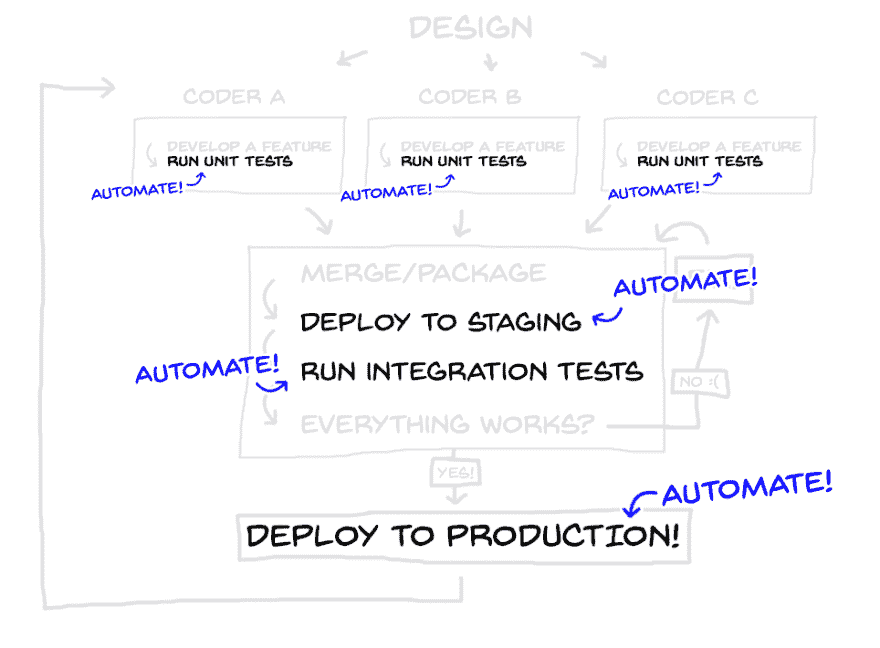 DESIGN
CODER A
CODER B
CODER C
DEVELOP A FEATURE
RUN UNIT TESTS
AUTOMATE!
DEVELOP A FEATURE
RUN UNIT TESTS
AUTOMATE!
DEVELOP A FEATURE
RUN UNIT TESTS
AUTOMATE!
MERGE/PACKAGE
AUTOMATE!
DEPLOY TO STAGING
AUTOMATE!
RUN INTEGRATION TESTS
NO :(
EVERYTHING WORKS?
YES!
AUTOMATE!
DEPLOY TO PRODUCTION!